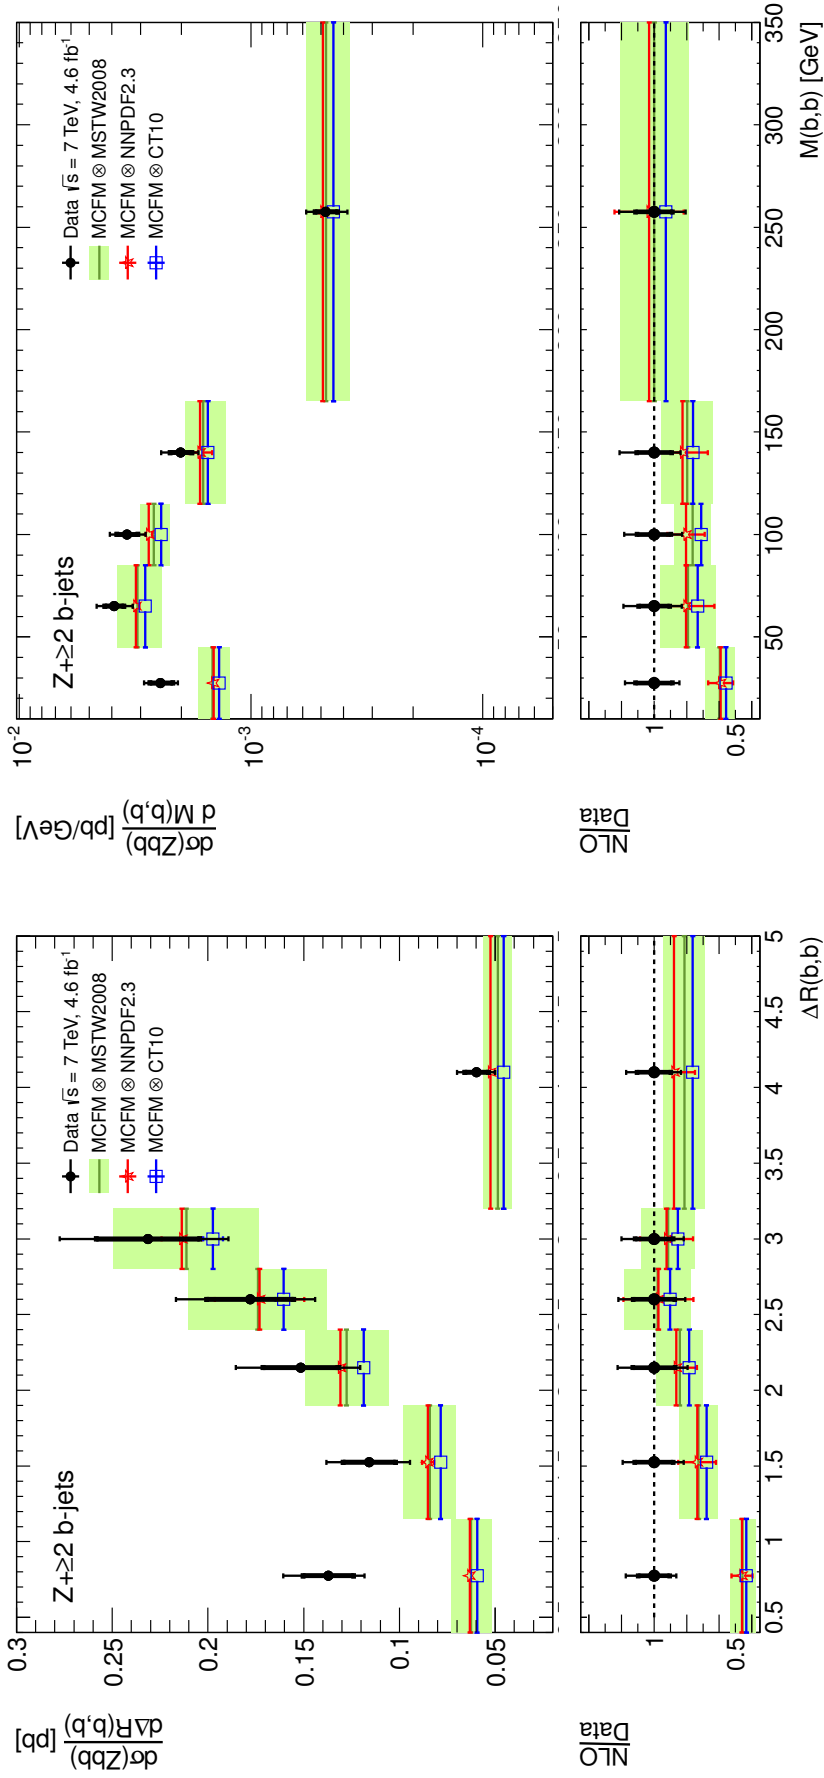 dσ(Zbb)
dΔR(b,b) [pb]
0.3
0.25
0.2
0.15
0.1
0.05
Z+≥2 b-jets
Data √s = 7 TeV, 4.6 fb-1
MCFM ⊗ MSTW2008
MCFM ⊗ NNPDF2.3
MCFM ⊗ CT10
NLO
Data
1
0.5
0.5 1 1.5 2 2.5 3 3.5 4 4.5 5
ΔR(b,b)
dσ(Zbb)
d M(b,b) [pb/GeV]
10-2
10-3
10-4
Z+≥2 b-jets
Data √s = 7 TeV, 4.6 fb-1
MCFM ⊗ MSTW2008
MCFM ⊗ NNPDF2.3
MCFM ⊗ CT10
NLO
Data
1
0.5
50 100 150 200 250 300 350
M(b,b) [GeV]